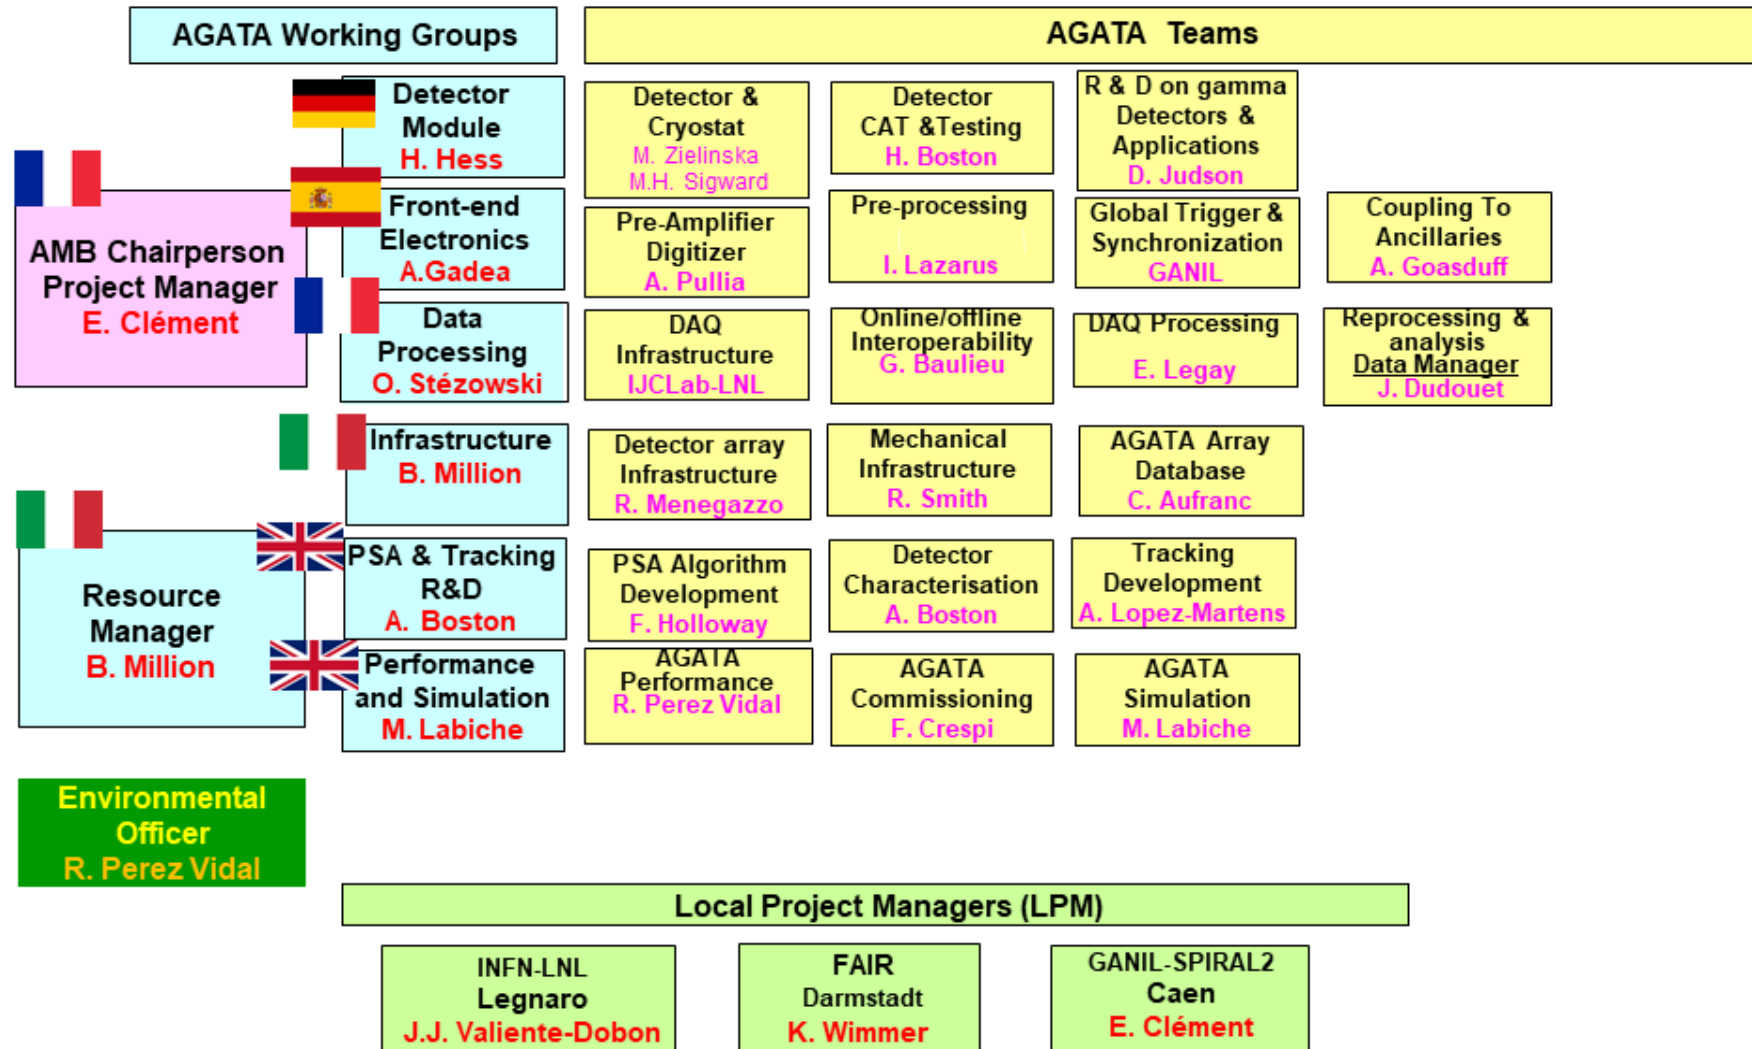 AGATA Working Groups
AGATA Teams
Detector
Module
H. Hess
Detector &
Cryostat
M. Zielinska
M.H. Sigward
Detector
CAT &Testing
H. Boston
R & D on gamma
Detectors &
Applications
D. Judson
AMB Chairperson
Project Manager
E. Clément
Front-end
Electronics
A.Gadea
Pre-Amplifier
Digitizer
A. Pullia
Pre-processing
I. Lazarus
Global Trigger &
Synchronization
GANIL
Coupling To
Ancillaries
A. Goasduff
Data
Processing
O. Stézowski
DAQ
Infrastructure
IJCLab-LNL
Online/offline
Interoperability
G. Baulieu
DAQ Processing
E. Legay
Reprocessing &
analysis
Data Manager
J. Dudouet
Infrastructure
B. Million
Detector array
Infrastructure
R. Menegazzo
Mechanical
Infrastructure
R. Smith
AGATA Array
Database
C. Aufranc
Resource
Manager
B. Million
PSA & Tracking
R&D
A. Boston
PSA Algorithm
Development
F. Holloway
Detector
Characterisation
A. Boston
Tracking
Development
A. Lopez-Martens
Performance
and Simulation
M. Labiche
AGATA
Performance
R. Perez Vidal
AGATA
Commissioning
F. Crespi
AGATA
Simulation
M. Labiche
Environmental
Officer
R. Perez Vidal
Local Project Managers (LPM)
INFN-LNL
Legnaro
J.J. Valiente-Dobon
FAIR
Darmstadt
K. Wimmer
GANIL-SPIRAL2
Caen
E. Clément